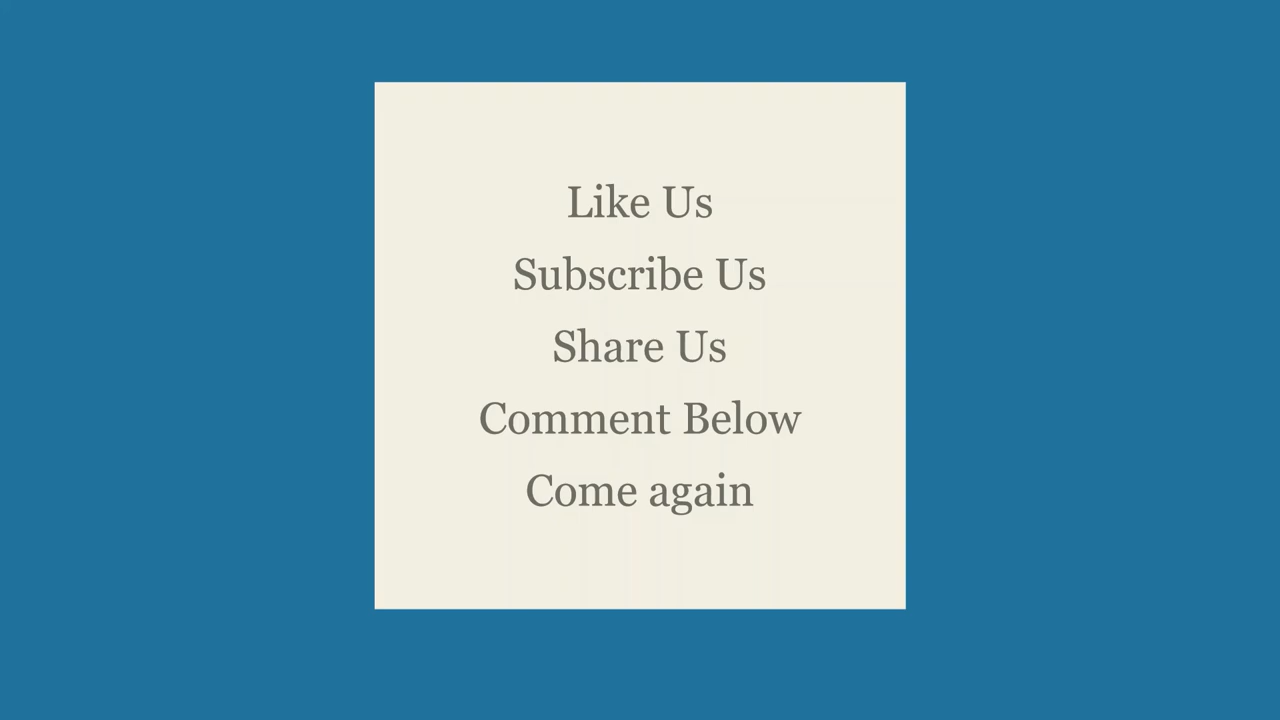 Like Us
Subscribe Us
Share Us
Comment Below
Come again